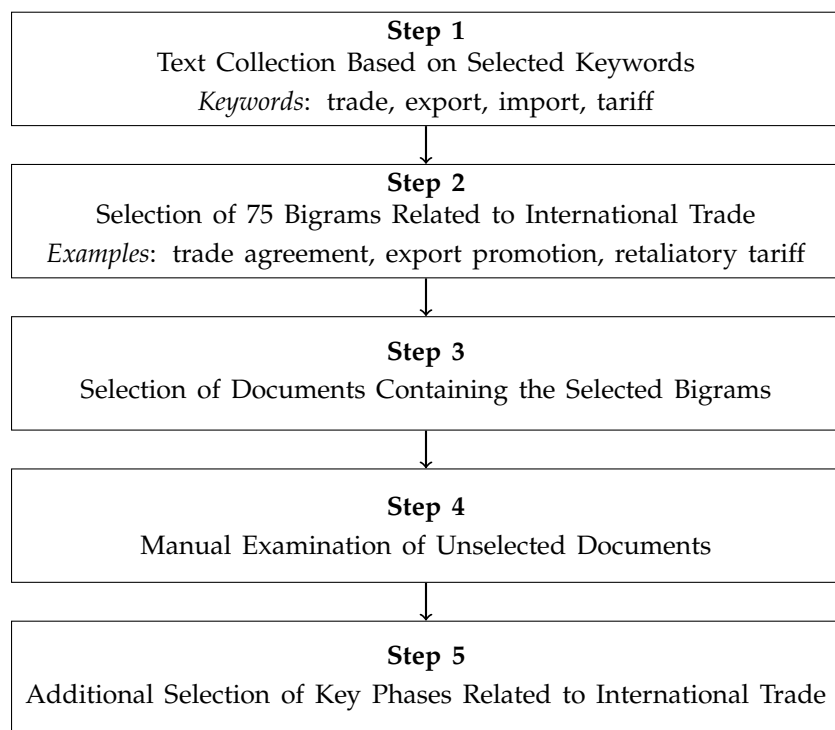 Step 1
Text Collection Based on Selected Keywords
Keywords: trade, export, import, tariff
Step 2
Selection of 75 Bigrams Related to International Trade
Examples: trade agreement, export promotion, retaliatory tariff
Step 3
Selection of Documents Containing the Selected Bigrams
Step 4
Manual Examination of Unselected Documents
Step 5
Additional Selection of Key Phases Related to International Trade